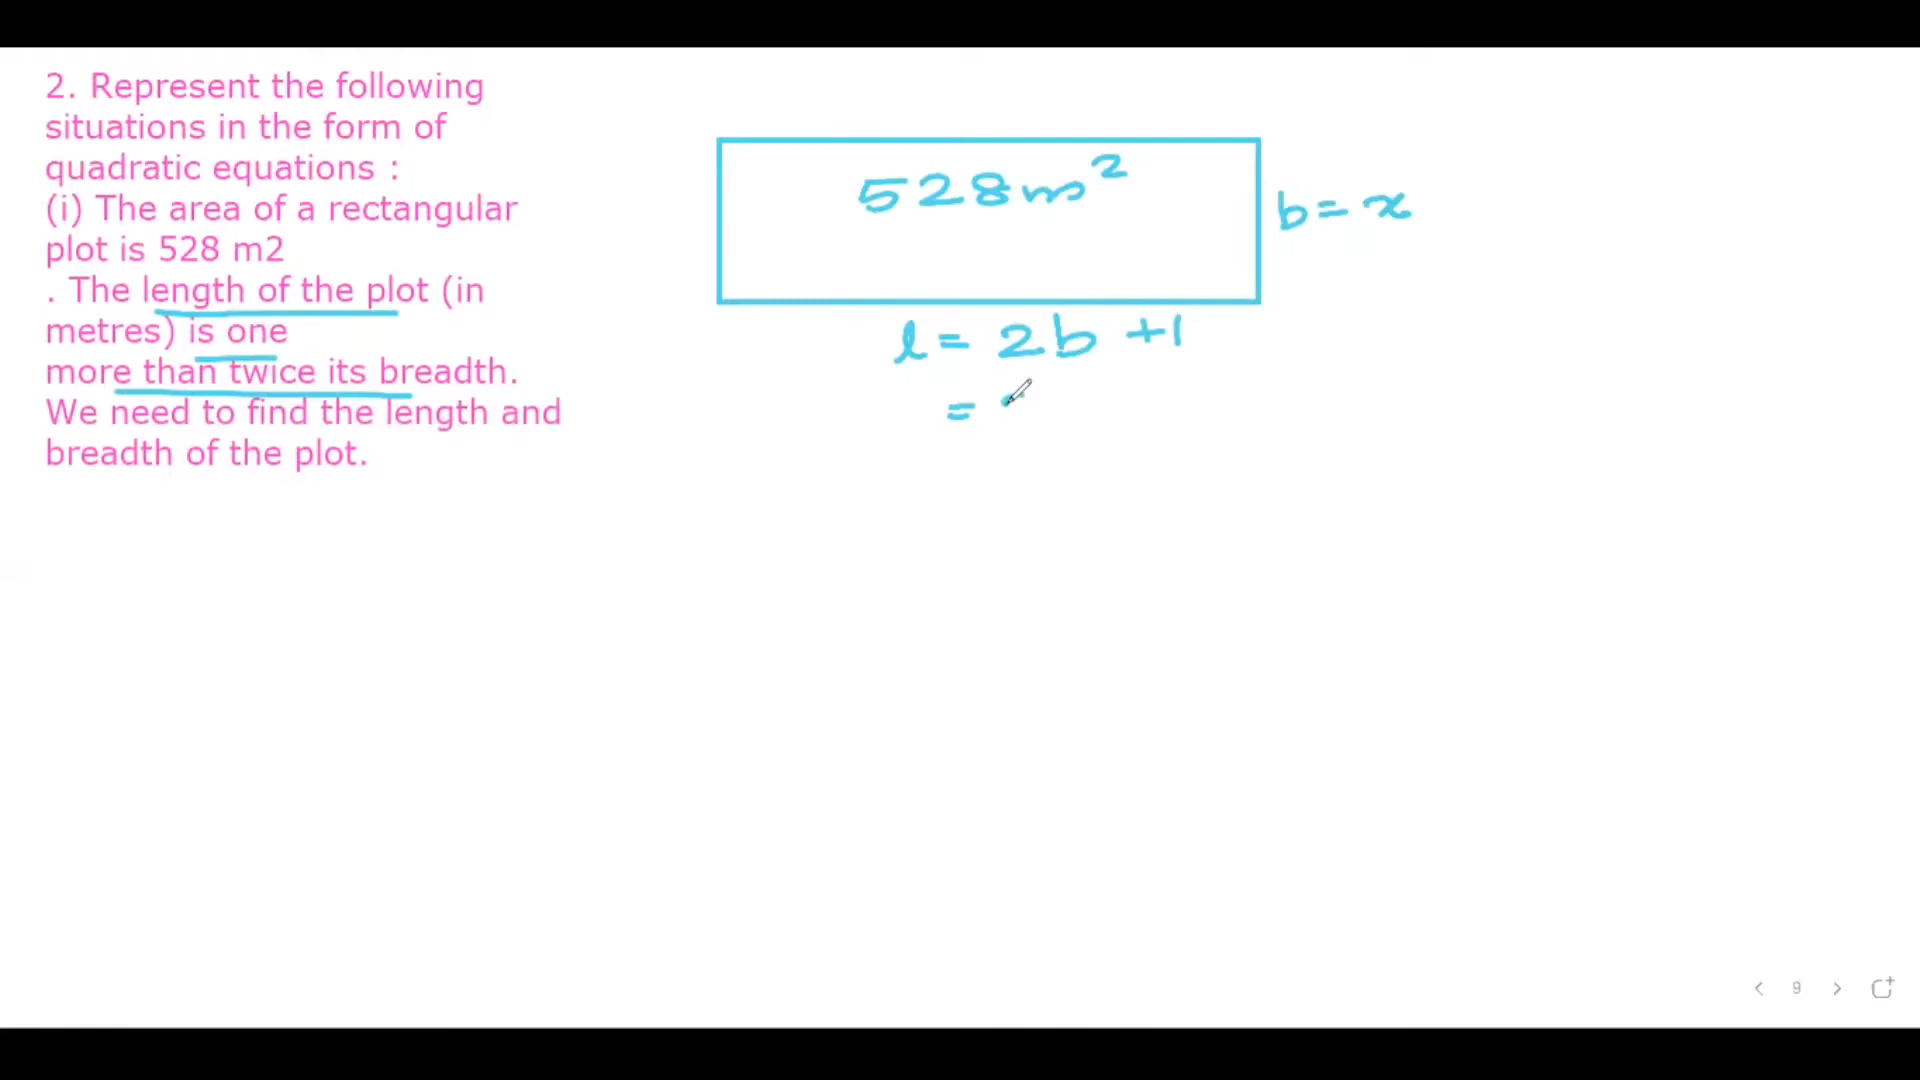 2. Represent the following
situations in the form of
quadratic equations :
(i) The area of a rectangular
plot is 528 m2
. The length of the plot (in
metres) is one
more than twice its breadth.
We need to find the length and
breadth of the plot.
528m²
b = x
l = 2b +1
=
9